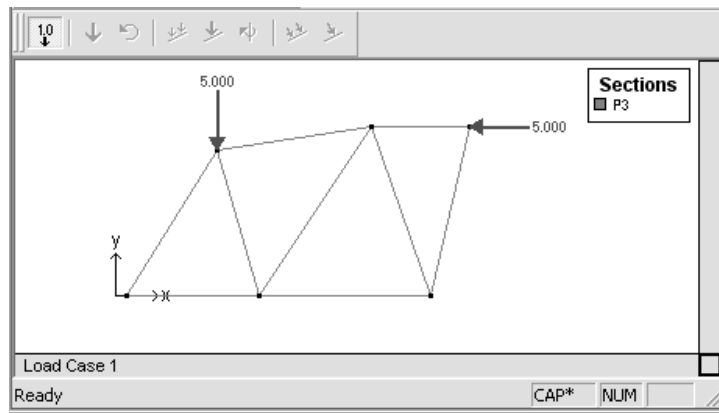 1.0
5.000
Sections
P3
5.000
y
x
Load Case 1
Ready
CAP*
NUM